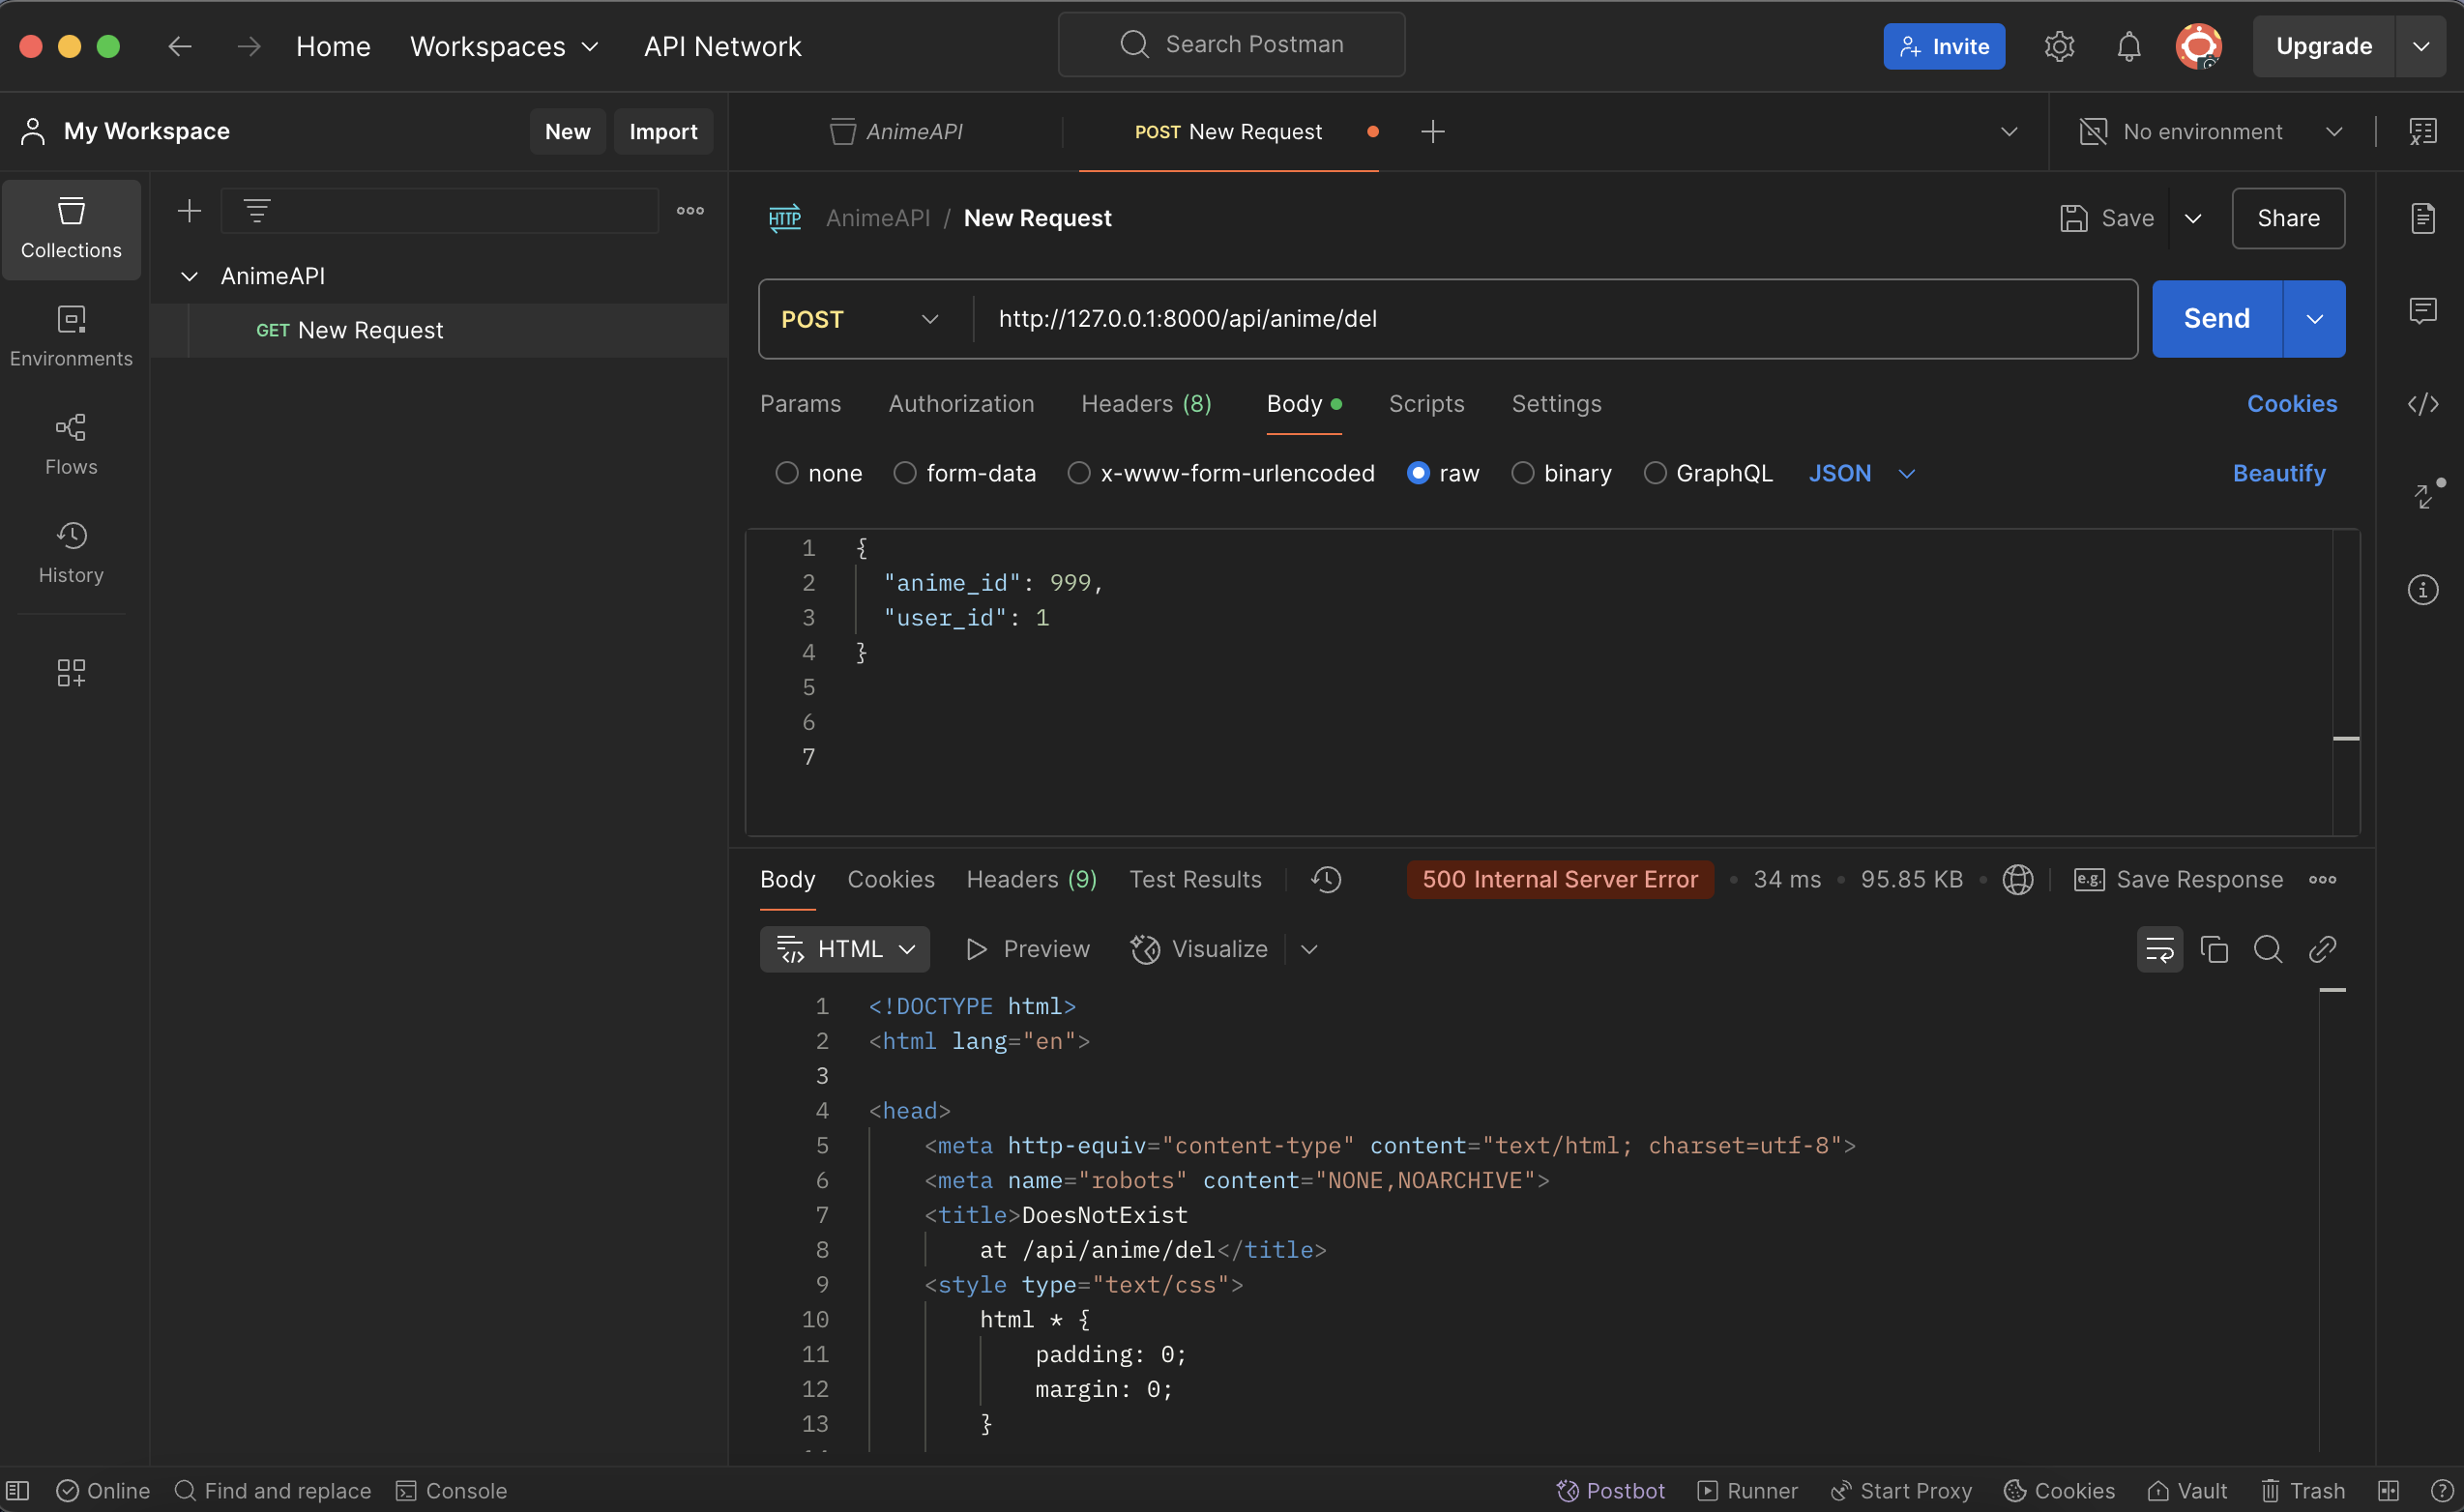 Home Workspaces API Network Search Postman Invite Upgrade
My Workspace New Import AnimeAPI POST New Request No environment
Collections
Environments
Flows
History
AnimeAPI
GET New Request
HTTP AnimeAPI / New Request Save Share
POST http://127.0.0.1:8000/api/anime/del Send
Params Authorization Headers (8) Body Scripts Settings Cookies
none form-data x-www-form-urlencoded raw binary GraphQL JSON Beautify
1 {
2 "anime_id": 999,
3 "user_id": 1
4 }
5
6
7
Body Cookies Headers (9) Test Results 500 Internal Server Error • 34 ms • 95.85 KB • e.g. Save Response
HTML Preview Visualize
1 <!DOCTYPE html>
2 <html lang="en">
3
4 <head>
5 <meta http-equiv="content-type" content="text/html; charset=utf-8">
6 <meta name="robots" content="NONE,NOARCHIVE">
7 <title>DoesNotExist
8 at /api/anime/del</title>
9 <style type="text/css">
10 html * {
11 padding: 0;
12 margin: 0;
13 }
Online Find and replace Console Postbot Runner Start Proxy Cookies Vault Trash